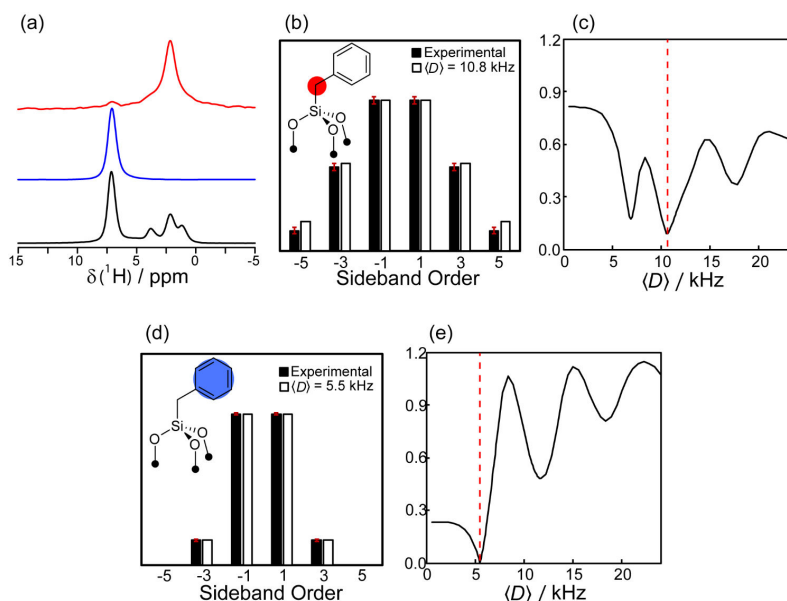 (a)
15 10 5 0 -5
δ(¹H) / ppm
(b)
Experimental
⟨D⟩ = 10.8 kHz
Si
O O O
-5 -3 -1 1 3 5
Sideband Order
(c)
1.2
0.9
0.6
0.3
0.0
0 5 10 15 20
⟨D⟩ / kHz
(d)
Experimental
⟨D⟩ = 5.5 kHz
Si
O O O
-5 -3 -1 1 3 5
Sideband Order
(e)
1.2
0.9
0.6
0.3
0.0
0 5 10 15 20
⟨D⟩ / kHz